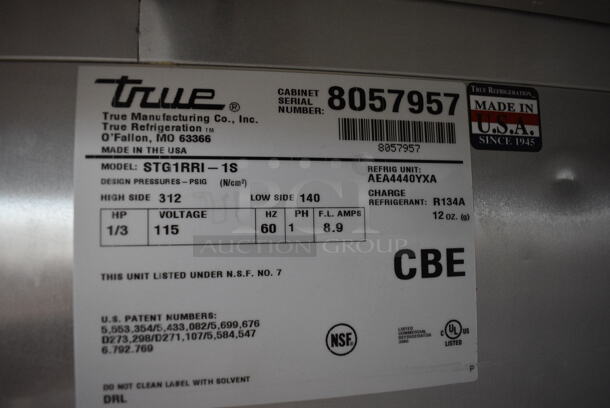 true®
True Manufacturing Co., Inc.
True Refrigeration TM
O'Fallon, MO 63366
MADE IN THE USA
CABINET SERIAL NUMBER: 8057957
8057957
TRUE REFRIGERATION
MADE IN
U.S.A.
SINCE 1945
MODEL: STG1RRI-1S
REFRIG UNIT: AEA4440YXA
DESIGN PRESSURES-PSIG (N/cm²)
HIGH SIDE 312 LOW SIDE 140
CHARGE
REFRIGERANT: R134A
12 oz. (g)
HP VOLTAGE HZ PH F.L. AMPS
1/3 115 60 1 8.9
AUCTION GROUP
CBE
THIS UNIT LISTED UNDER N.S.F. NO. 7
U.S. PATENT NUMBERS:
5,553,354/5,433,082/5,699,676
D273,298/D271,107/5,584,547
6.792.769
NSF®
LISTED
COMMERCIAL
REFRIGERATOR
C UL US
LISTED
DO NOT CLEAN LABEL WITH SOLVENT
DRL
P